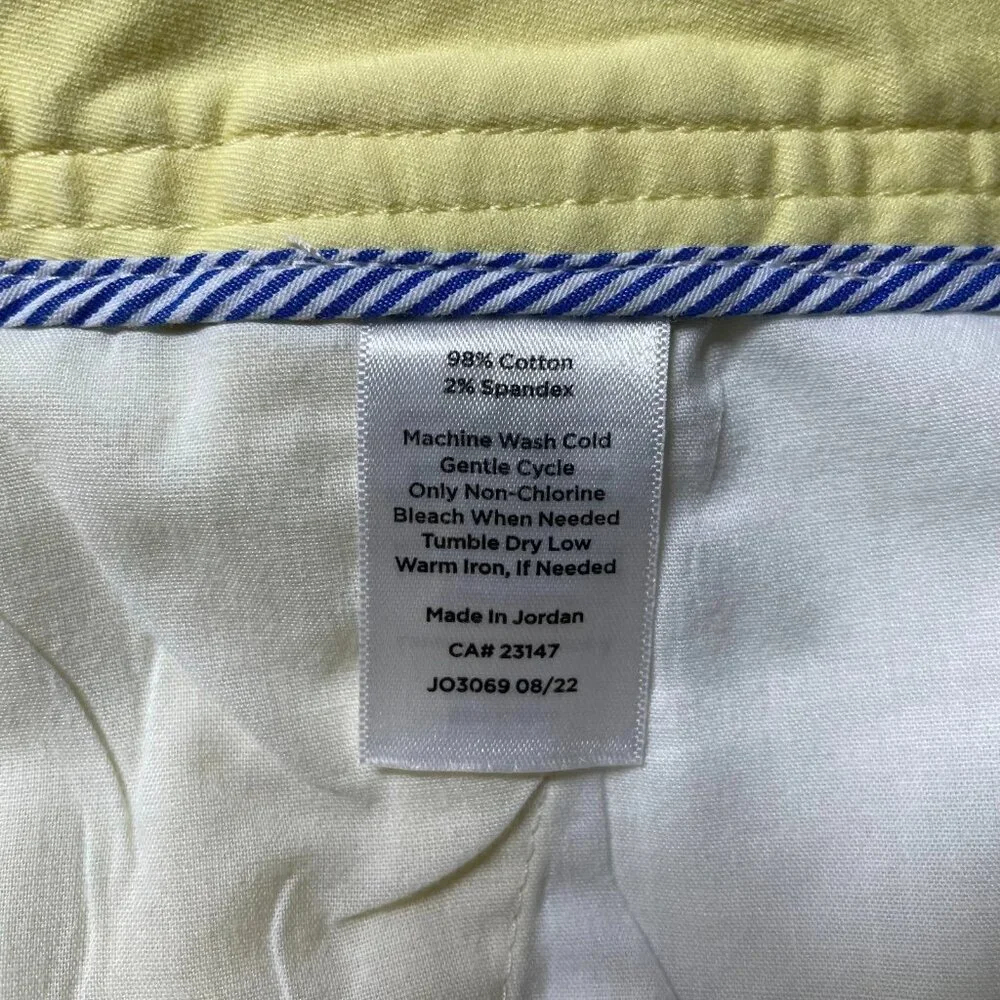 98% Cotton
2% Spandex
Machine Wash Cold
Gentle Cycle
Only Non-Chlorine
Bleach When Needed
Tumble Dry Low
Warm Iron, If Needed
Made In Jordan
CA# 23147
JO3069 08/22